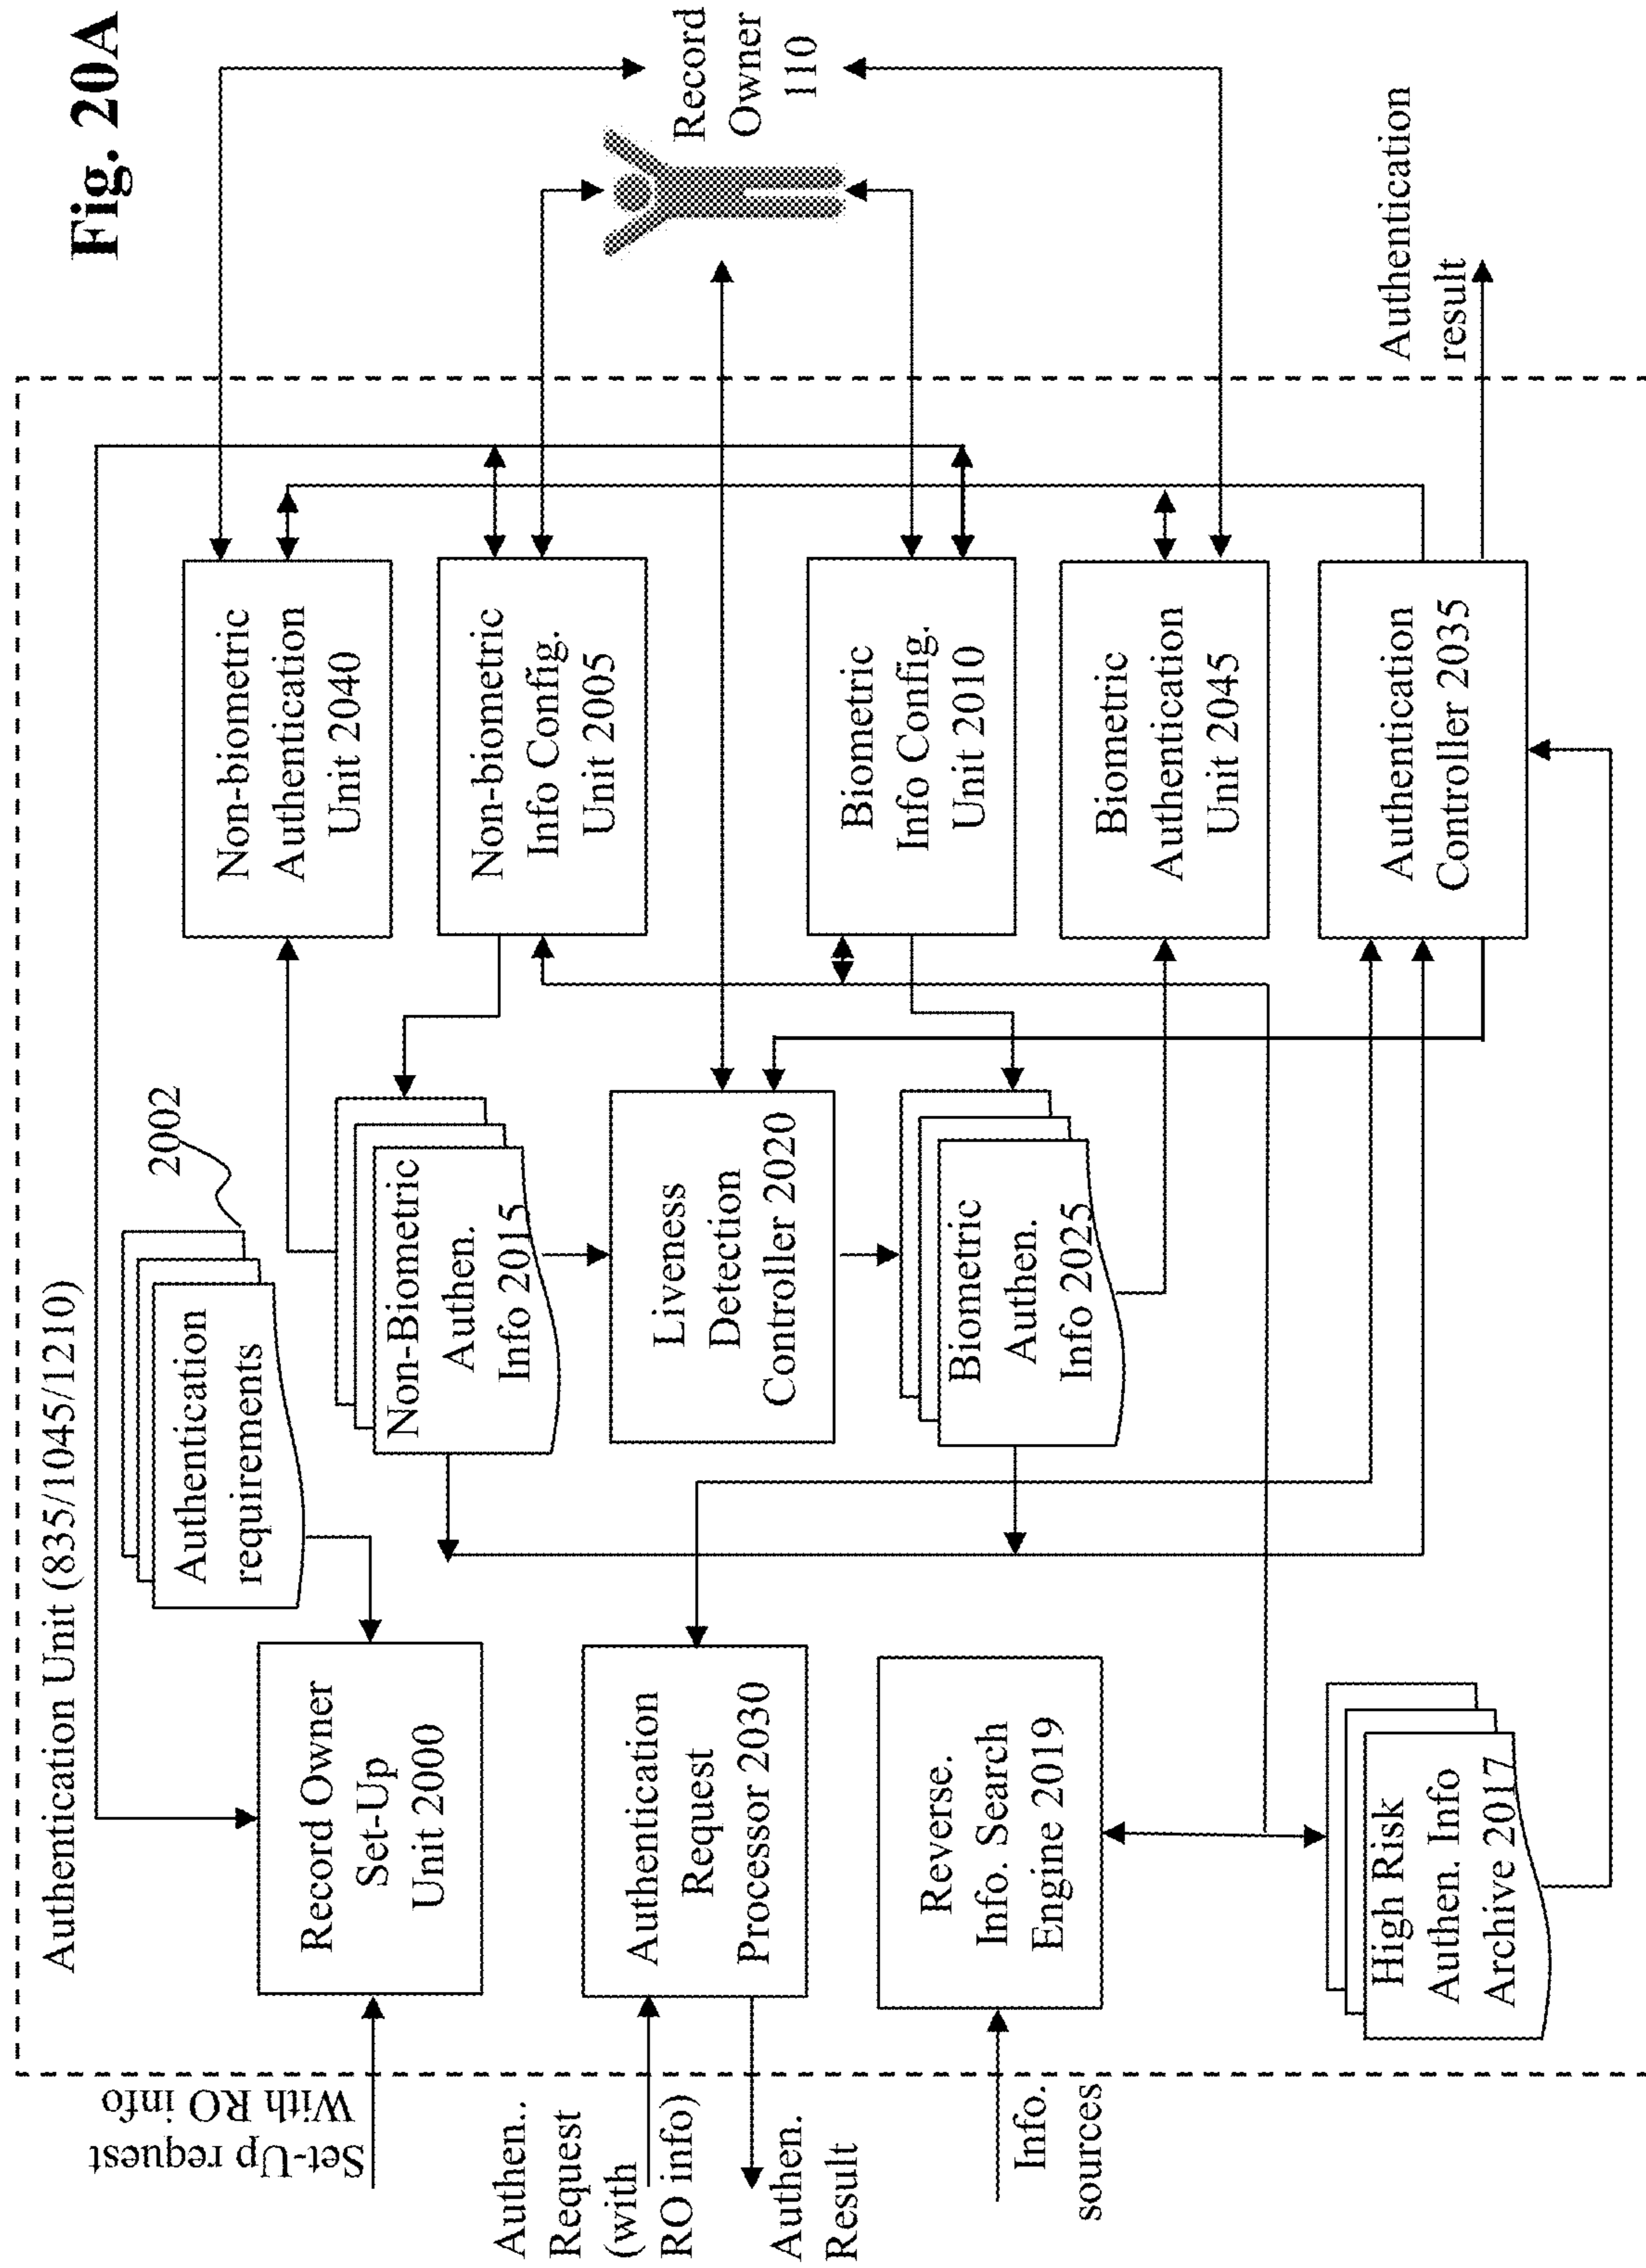 Fig. 20A
Authentication Unit (835/1045/1210)
Set-Up request
With RO info
Record Owner
Set-Up
Unit 2000
Authentication
requirements
2002
Non-biometric
Authentication
Unit 2040
Non-biometric
Info Config.
Unit 2005
Non-Biometric
Authen.
Info 2015
Record
Owner
110
Authen..
Request
(with
RO info)
Authen.
Result
Authentication
Request
Processor 2030
Liveness
Detection
Controller 2020
Biometric
Info Config.
Unit 2010
Info.
sources
Reverse.
Info. Search
Engine 2019
Biometric
Authen.
Info 2025
Biometric
Authentication
Unit 2045
High Risk
Authen. Info
Archive 2017
Authentication
Controller 2035
Authentication
result